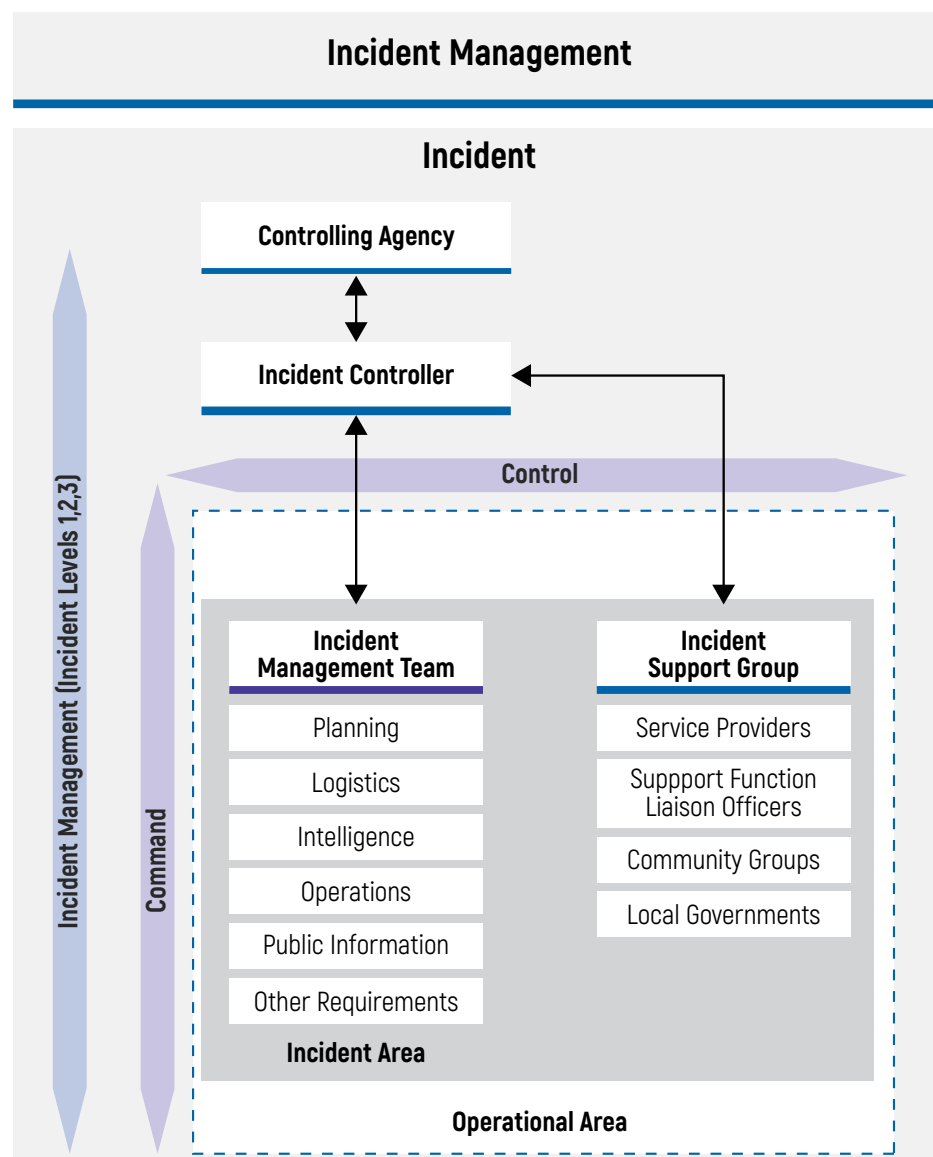 Incident Management
Incident
Controlling Agency
Incident Controller
Control
Incident Management (Incident Levels 1,2,3)
Command
Incident
Management Team
Planning
Logistics
Intelligence
Operations
Public Information
Other Requirements
Incident Area
Incident
Support Group
Service Providers
Suppport Function
Liaison Officers
Community Groups
Local Governments
Operational Area